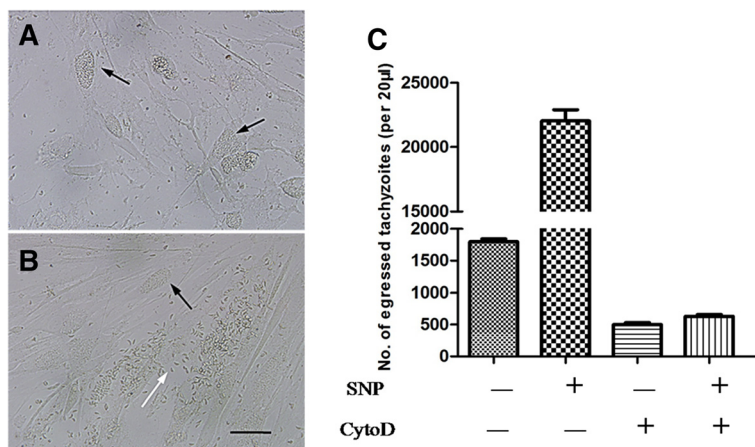 A
B
C
No. of egressed tachyzoites (per 20μl)
25000
20000
15000
2000
1500
1000
500
0
SNP — + — +
CytoD — — + +